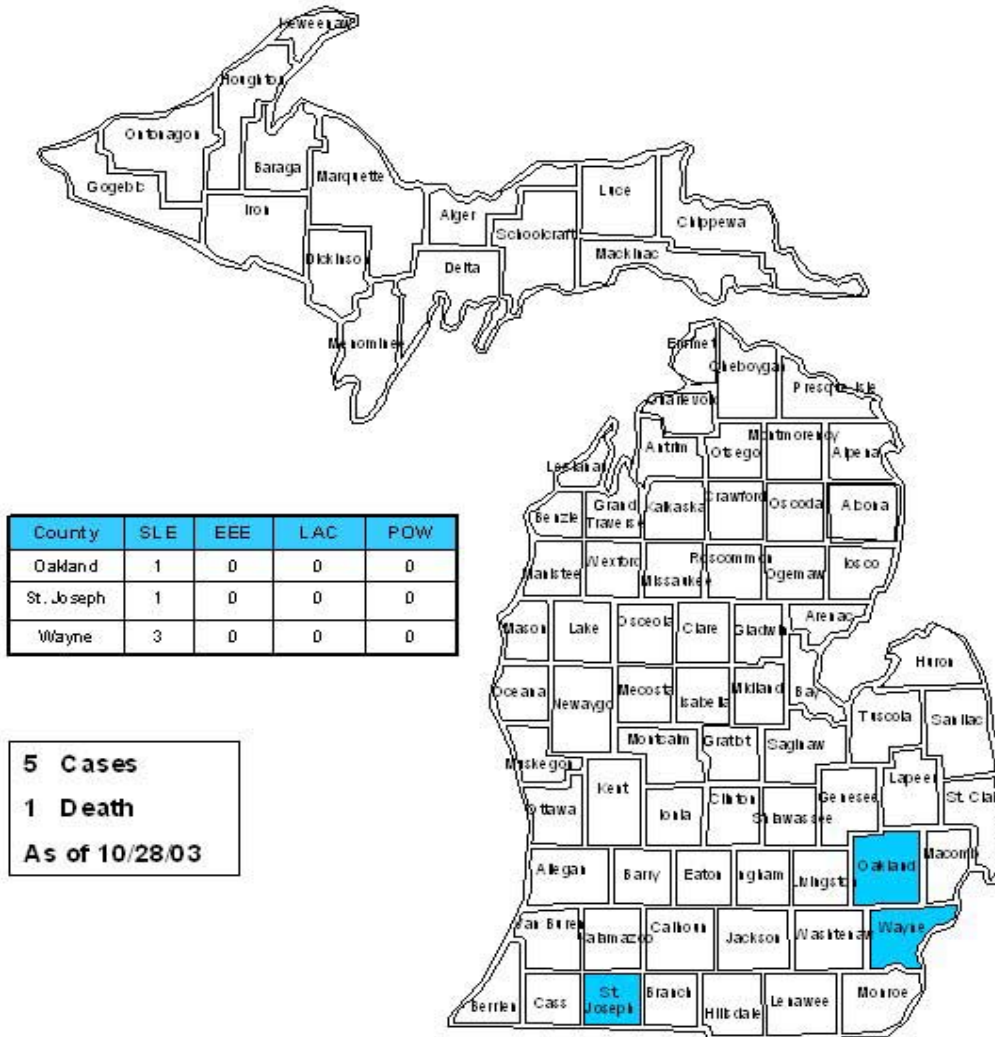 Keweenaw
Houghton
Ontonagon
Baraga
Marquette
Luce
Gogebic
Iron
Alger
Chippewa
Schoolcraft
Dickinson
Delta
Mackinac
Menominee
Emmet
Cheboygan
Presque Isle
Charlevoix
Antrim
Otsego
Montmorency
Alpena
Leelanau
Benzie
Grand
Traverse
Kalkaska
Crawford
Oscoda
Alcona
Manistee
Wexford
Missaukee
Roscommon
Ogemaw
Iosco
Arenac
Mason
Lake
Osceola
Clare
Gladwin
Huron
Oceana
Newaygo
Mecosta
Isabella
Midland
Bay
Tuscola
Sanilac
Montcalm
Gratiot
Saginaw
Muskegon
Kent
Ottawa
Ionia
Clinton
Shiawassee
Genesee
Lapeer
St. Clai
Allegan
Barry
Eaton
Ingham
Livingston
Oakland
Macomb
Van Buren
Kalamazoo
Calhoun
Jackson
Washtenaw
Wayne
Berrien
Cass
St.
Joseph
Branch
Hillsdale
Lenawee
Monroe
County SLE EEE LAC POW
Oakland 1 0 0 0
St. Joseph 1 0 0 0
Wayne 3 0 0 0
5 Cases
1 Death
As of 10/28/03